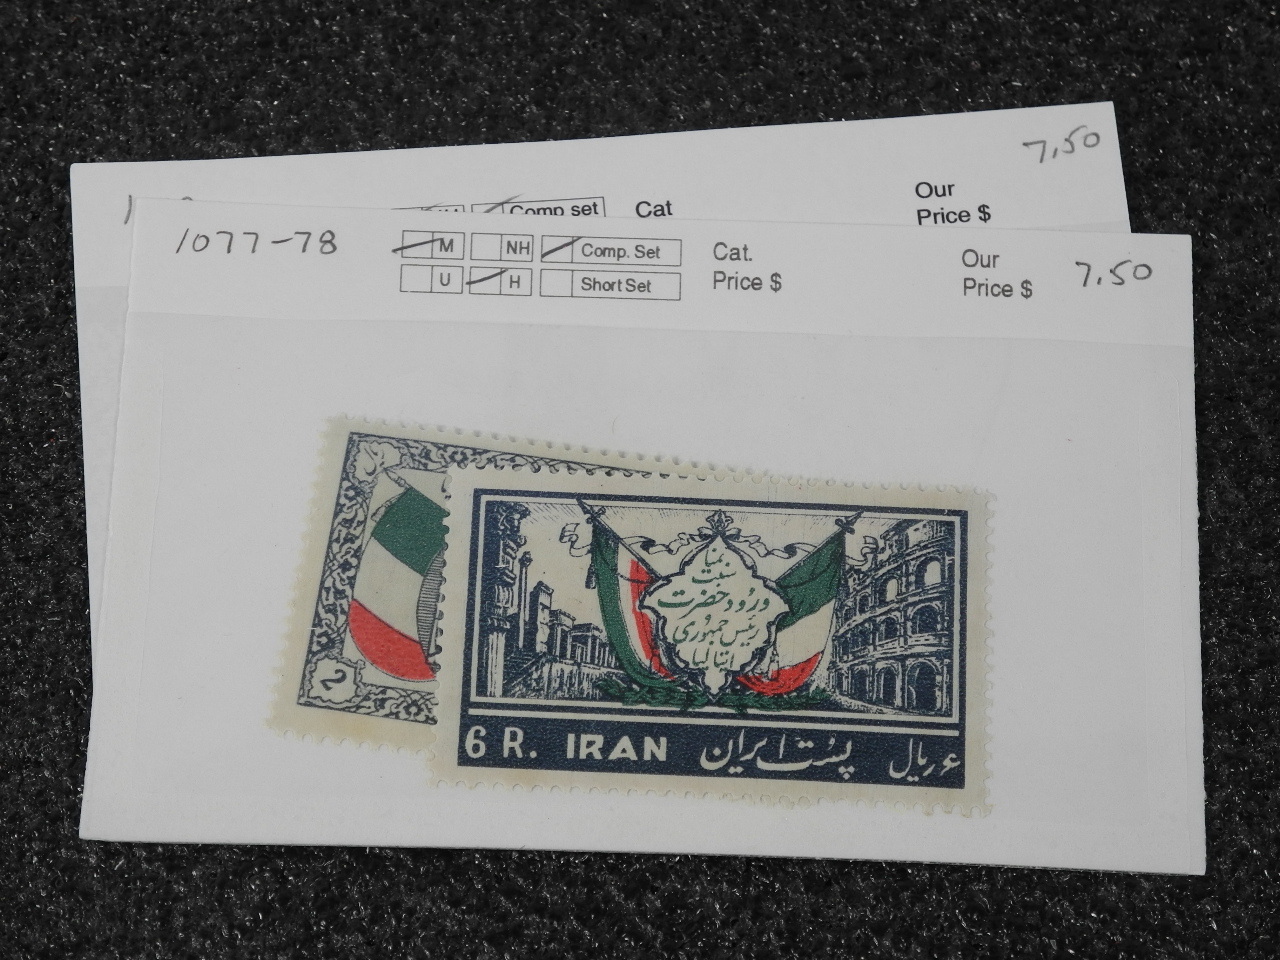 7.50
Our
Comp set Cat
Price $
1077-78 M NH Comp. Set Cat. Our 7.50
U H Short Set Price $ Price $
بمناسبت
ورود حضرت
رئیس جمهوری
ایتالیا
2
6 R. IRAN پست ایران ۶ ریال